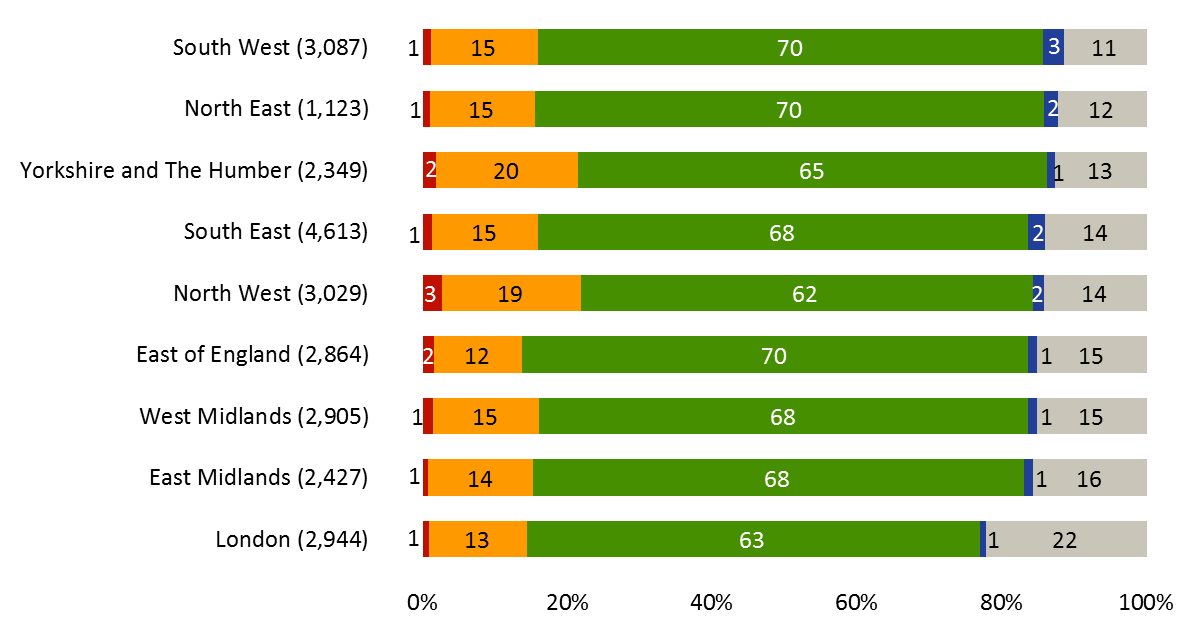 South West (3,087) 1 15 70 3 11
North East (1,123) 1 15 70 2 12
Yorkshire and The Humber (2,349) 2 20 65 1 13
South East (4,613) 1 15 68 2 14
North West (3,029) 3 19 62 2 14
East of England (2,864) 2 12 70 1 15
West Midlands (2,905) 1 15 68 1 15
East Midlands (2,427) 1 14 68 1 16
London (2,944) 1 13 63 1 22
0% 20% 40% 60% 80% 100%